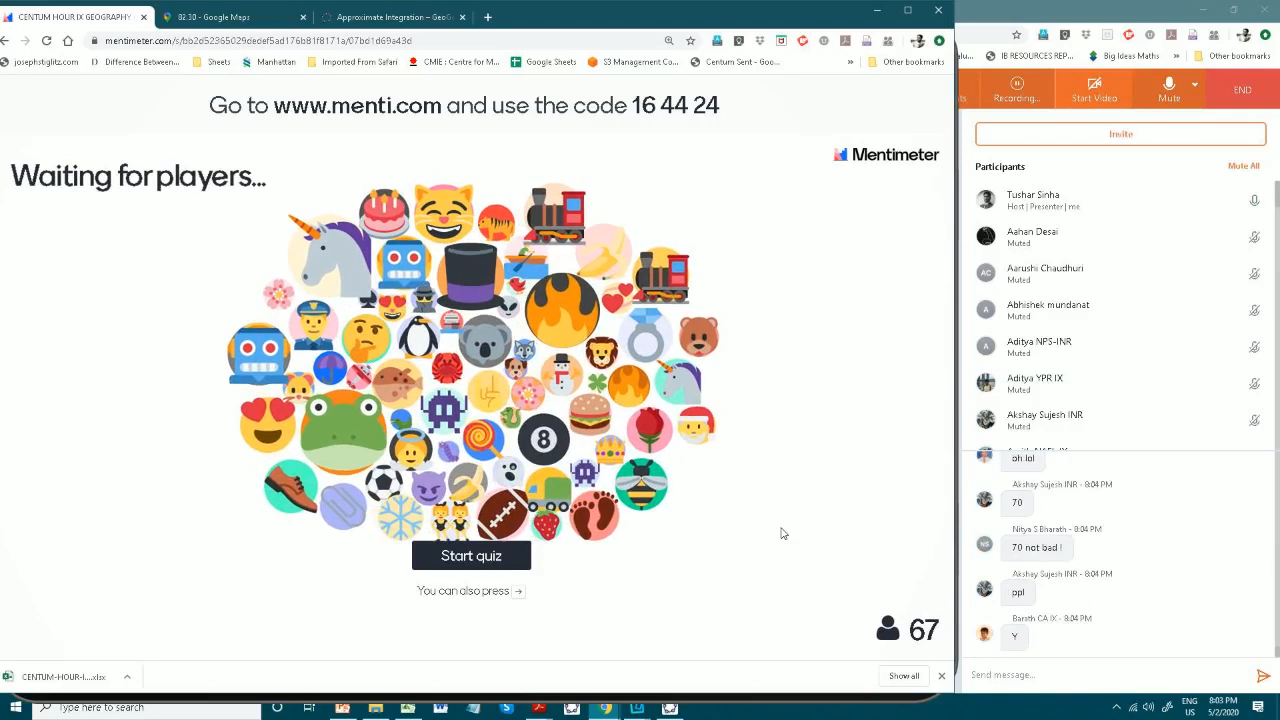 CENTUM HOUR IX GEOGRAPHY
82.30 - Google Maps
Approximate Integration – GeoG
mentimeter.com/s/bb2d52365029dc6ef5ad176b81f8171a/07bd1d69a43d
josephstiglitz.com
Difference Between...
Sheets
Manhattan
Imported From Safari
CMIE : Centre for M...
Google Sheets
S3 Management Co...
Centum Sent - Goo...
»
Other bookmarks
IB RESOURCES REP...
Big Ideas Maths
»
Other bookmarks
Recording...
Start Video
Mute
END
Go to www.menti.com and use the code 16 44 24
Mentimeter
Waiting for players...
8
Start quiz
You can also press →
67
Invite
Participants
Mute All
Tushar Sinha
Host | Presenter | me
Aahan Desai
Muted
AC
Aarushi Chaudhuri
Muted
A
Abhishek mundanat
Muted
A
Aditya NPS-INR
Muted
Aditya YPR IX
Muted
Akshay Sujesh INR
Muted
oh lol
Akshay Sujesh INR - 8:04 PM
70
Nitya S Bharath - 8:04 PM
NS
70 not bad !
Akshay Sujesh INR - 8:04 PM
ppl
Barath CA IX - 8:04 PM
Y
Send message...
CENTUM-HOUR-I....xlsx
Show all
Type here to search
ENG
US
8:03 PM
5/2/2020